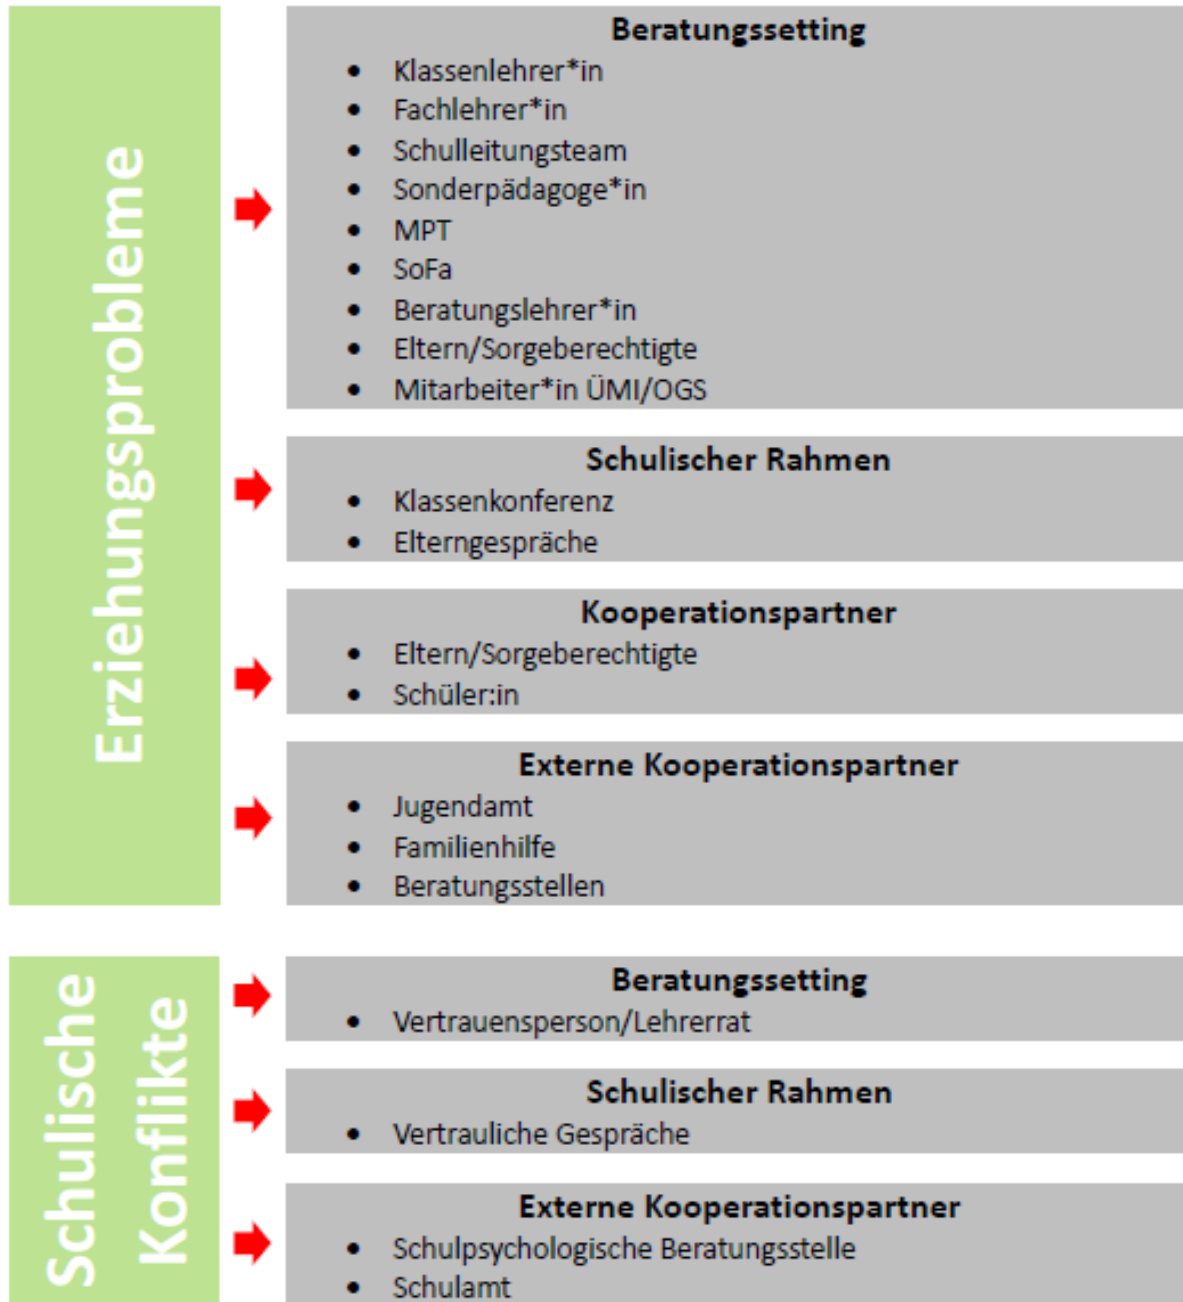 Erziehungsprobleme
Beratungssetting
• Klassenlehrer*in
• Fachlehrer*in
• Schulleitungsteam
• Sonderpädagoge*in
• MPT
• SoFa
• Beratungslehrer*in
• Eltern/Sorgeberechtigte
• Mitarbeiter*in ÜMI/OGS
Schulischer Rahmen
• Klassenkonferenz
• Elterngespräche
Kooperationspartner
• Eltern/Sorgeberechtigte
• Schüler:in
Externe Kooperationspartner
• Jugendamt
• Familienhilfe
• Beratungsstellen
Schulische
Konflikte
Beratungssetting
• Vertrauensperson/Lehrerrat
Schulischer Rahmen
• Vertrauliche Gespräche
Externe Kooperationspartner
• Schulpsychologische Beratungsstelle
• Schulamt